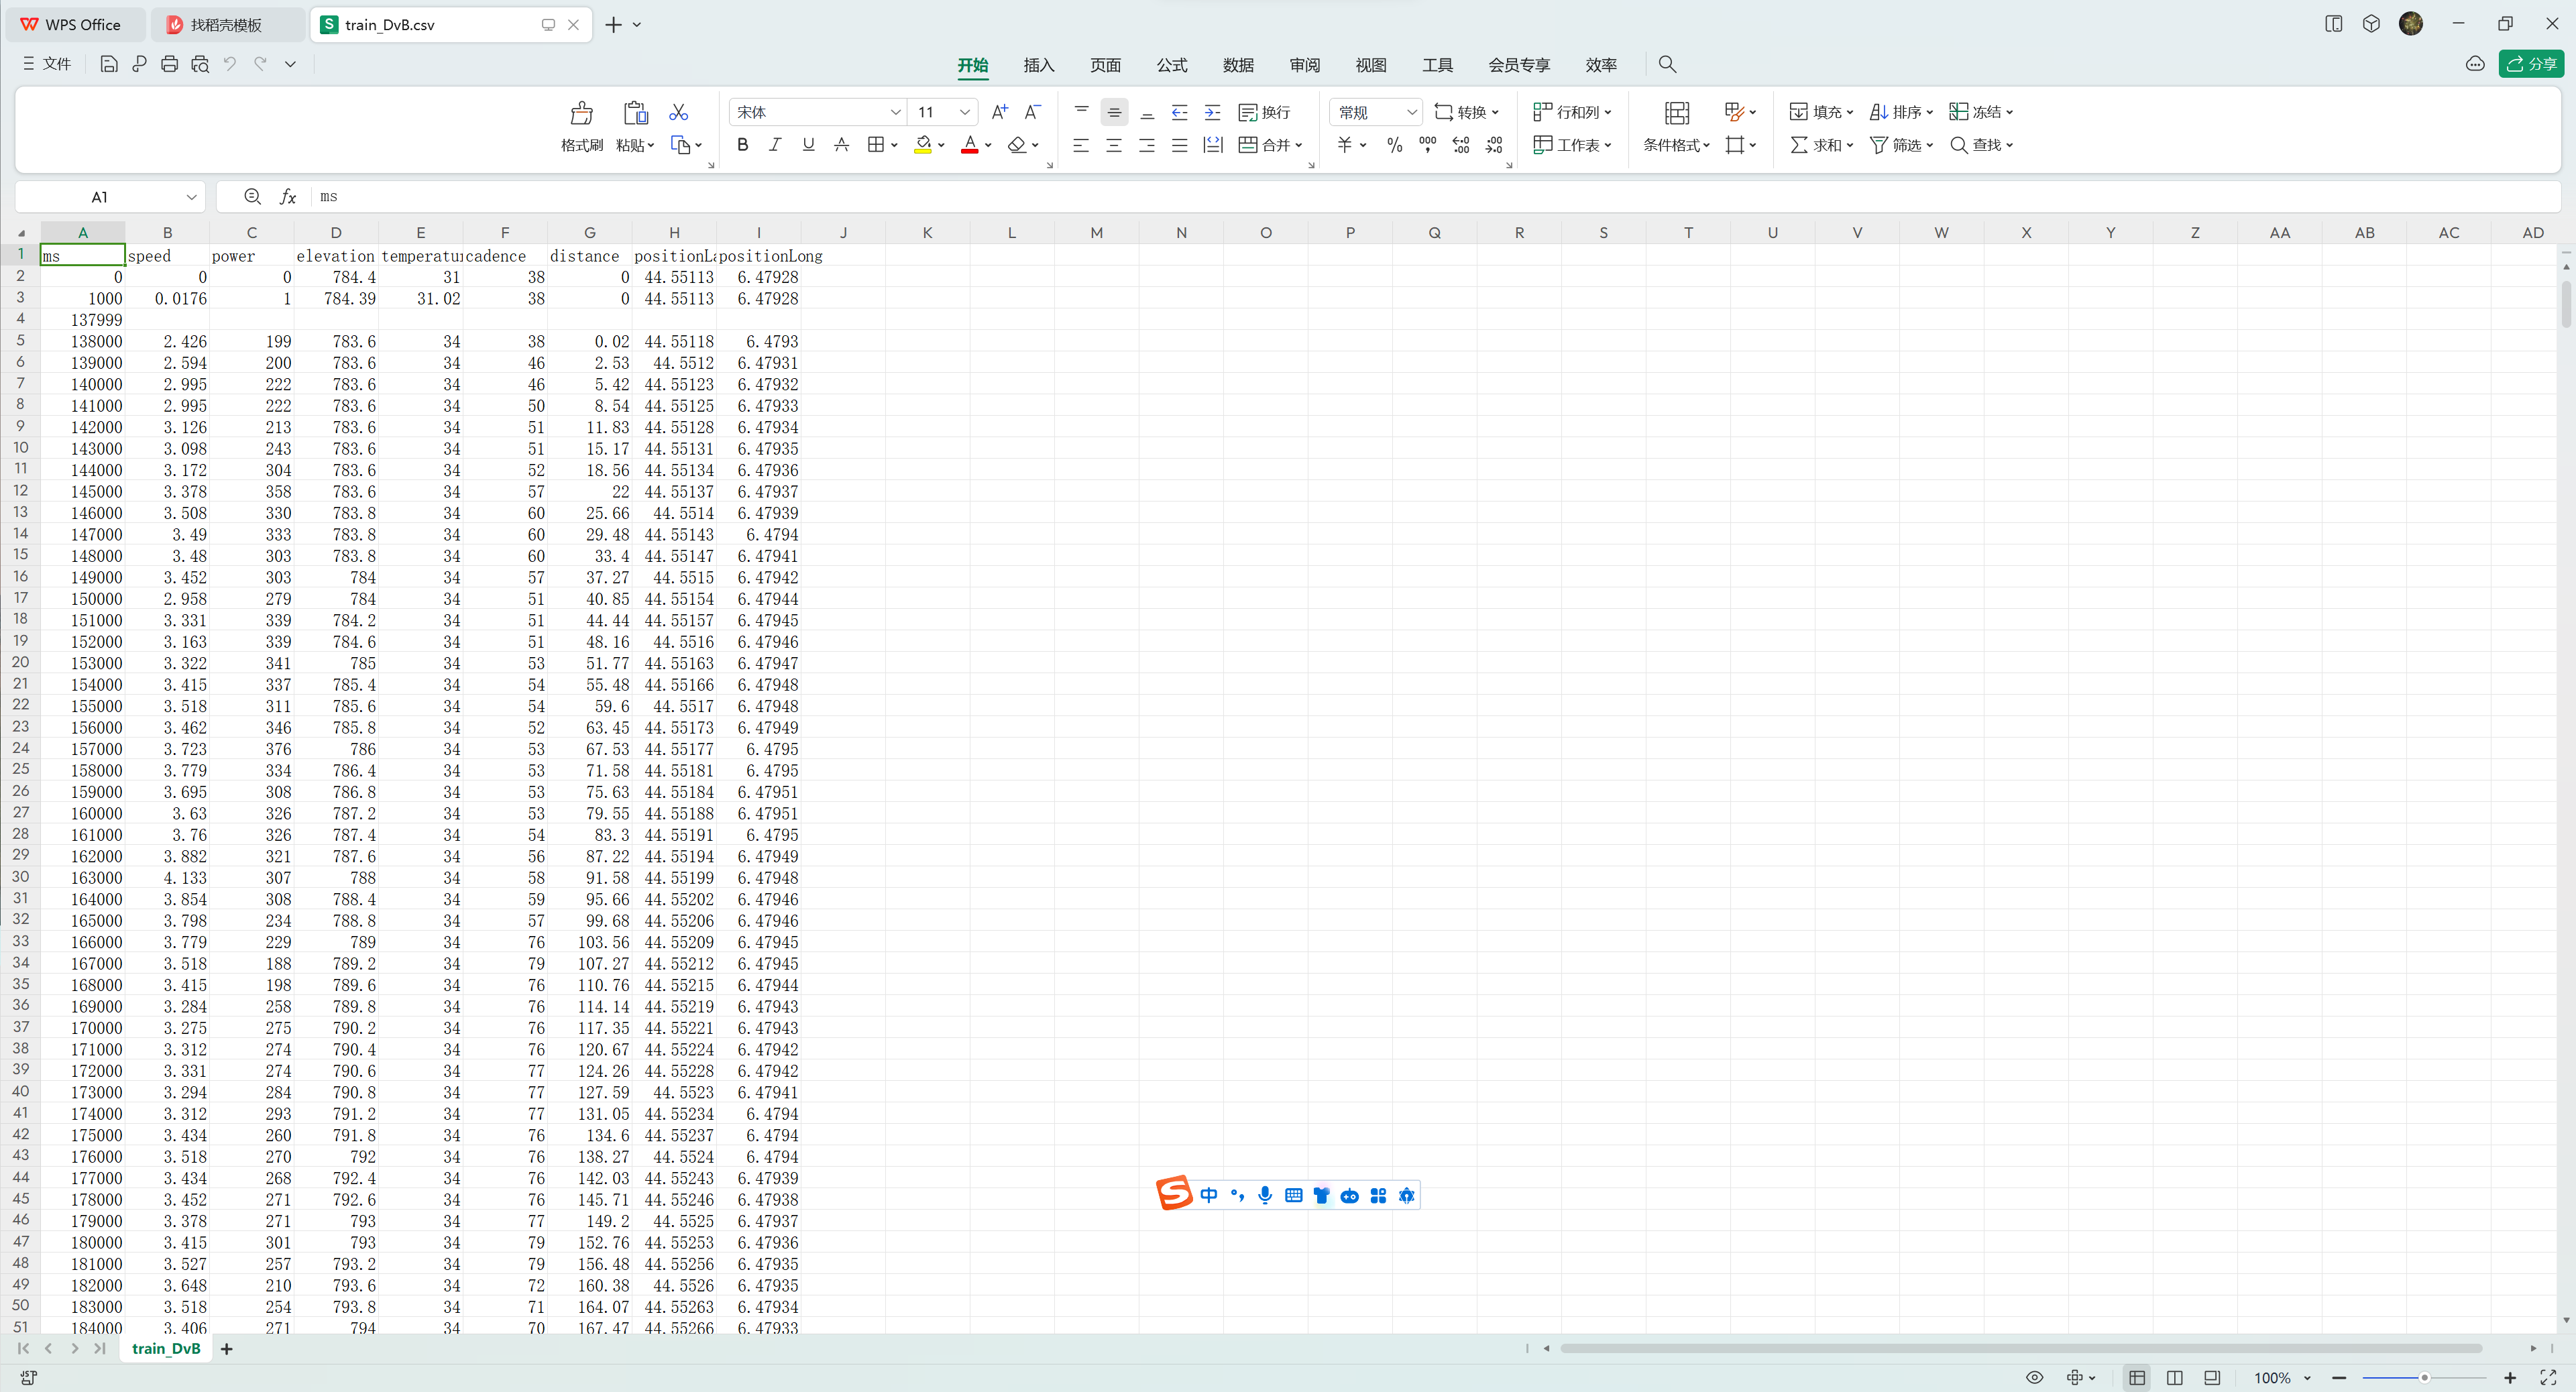 WPS Office 找稻壳模板 train_DvB.csv
文件 开始 插入 页面 公式 数据 审阅 视图 工具 会员专享 效率 分享
宋体 11 换行 常规 转换 行和列 填充 排序 冻结
格式刷 粘贴 合并 工作表 条件格式 求和 筛选 查找
A1 fx ms
A B C D E F G H I J K L M N O P Q R S T U V W X Y Z AA AB AC AD
1 ms speed power elevation temperatu cadence distance positionLa positionLong
2 0 0 0 784.4 31 38 0 44.55113 6.47928
3 1000 0.0176 1 784.39 31.02 38 0 44.55113 6.47928
4 137999
5 138000 2.426 199 783.6 34 38 0.02 44.55118 6.4793
6 139000 2.594 200 783.6 34 46 2.53 44.5512 6.47931
7 140000 2.995 222 783.6 34 46 5.42 44.55123 6.47932
8 141000 2.995 222 783.6 34 50 8.54 44.55125 6.47933
9 142000 3.126 213 783.6 34 51 11.83 44.55128 6.47934
10 143000 3.098 243 783.6 34 51 15.17 44.55131 6.47935
11 144000 3.172 304 783.6 34 52 18.56 44.55134 6.47936
12 145000 3.378 358 783.6 34 57 22 44.55137 6.47937
13 146000 3.508 330 783.8 34 60 25.66 44.5514 6.47939
14 147000 3.49 333 783.8 34 60 29.48 44.55143 6.4794
15 148000 3.48 303 783.8 34 60 33.4 44.55147 6.47941
16 149000 3.452 303 784 34 57 37.27 44.5515 6.47942
17 150000 2.958 279 784 34 51 40.85 44.55154 6.47944
18 151000 3.331 339 784.2 34 51 44.44 44.55157 6.47945
19 152000 3.163 339 784.6 34 51 48.16 44.5516 6.47946
20 153000 3.322 341 785 34 53 51.77 44.55163 6.47947
21 154000 3.415 337 785.4 34 54 55.48 44.55166 6.47948
22 155000 3.518 311 785.6 34 54 59.6 44.5517 6.47948
23 156000 3.462 346 785.8 34 52 63.45 44.55173 6.47949
24 157000 3.723 376 786 34 53 67.53 44.55177 6.4795
25 158000 3.779 334 786.4 34 53 71.58 44.55181 6.4795
26 159000 3.695 308 786.8 34 53 75.63 44.55184 6.47951
27 160000 3.63 326 787.2 34 53 79.55 44.55188 6.47951
28 161000 3.76 326 787.4 34 54 83.3 44.55191 6.4795
29 162000 3.882 321 787.6 34 56 87.22 44.55194 6.47949
30 163000 4.133 307 788 34 58 91.58 44.55199 6.47948
31 164000 3.854 308 788.4 34 59 95.66 44.55202 6.47946
32 165000 3.798 234 788.8 34 57 99.68 44.55206 6.47946
33 166000 3.779 229 789 34 76 103.56 44.55209 6.47945
34 167000 3.518 188 789.2 34 79 107.27 44.55212 6.47945
35 168000 3.415 198 789.6 34 76 110.76 44.55215 6.47944
36 169000 3.284 258 789.8 34 76 114.14 44.55219 6.47943
37 170000 3.275 275 790.2 34 76 117.35 44.55221 6.47943
38 171000 3.312 274 790.4 34 76 120.67 44.55224 6.47942
39 172000 3.331 274 790.6 34 77 124.26 44.55228 6.47942
40 173000 3.294 284 790.8 34 77 127.59 44.5523 6.47941
41 174000 3.312 293 791.2 34 77 131.05 44.55234 6.4794
42 175000 3.434 260 791.8 34 76 134.6 44.55237 6.4794
43 176000 3.518 270 792 34 76 138.27 44.5524 6.4794
44 177000 3.434 268 792.4 34 76 142.03 44.55243 6.47939
45 178000 3.452 271 792.6 34 76 145.71 44.55246 6.47938
46 179000 3.378 271 793 34 77 149.2 44.5525 6.47937
47 180000 3.415 301 793 34 79 152.76 44.55253 6.47936
48 181000 3.527 257 793.2 34 79 156.48 44.55256 6.47935
49 182000 3.648 210 793.6 34 72 160.38 44.5526 6.47935
50 183000 3.518 254 793.8 34 71 164.07 44.55263 6.47934
51 184000 3.406 271 794 34 70 167.47 44.55266 6.47933
中
train_DvB
100%